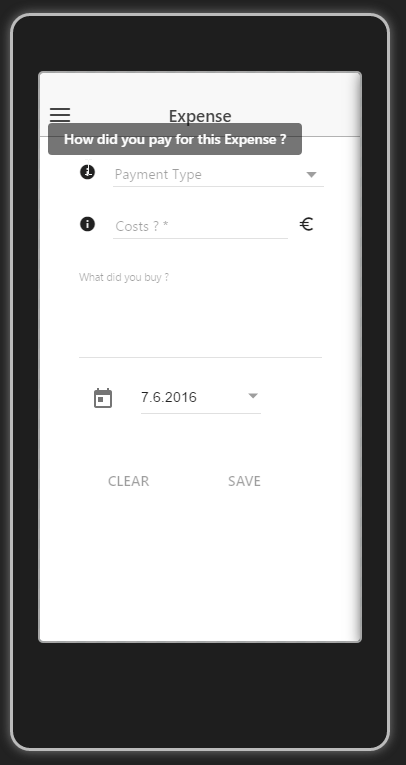 Expense
How did you pay for this Expense ?
Payment Type
Costs ? * €
What did you buy ?
7.6.2016
CLEAR SAVE